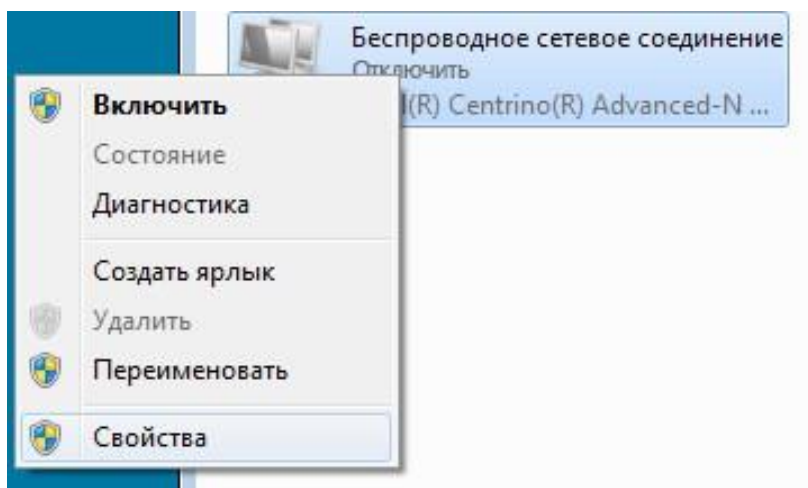 Беспроводное сетевое соединение
Отключить
l(R) Centrino(R) Advanced-N ...
Включить
Состояние
Диагностика
Создать ярлык
Удалить
Переименовать
Свойства